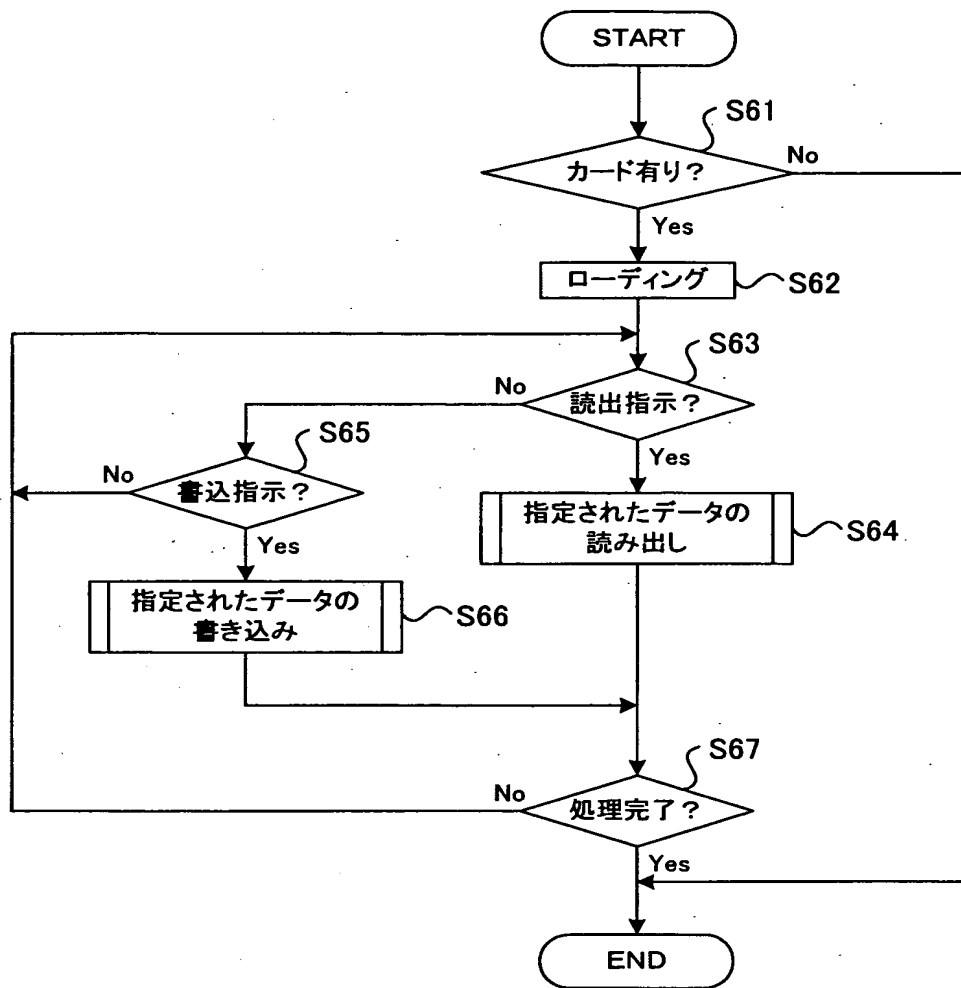 START
S61
カード有り？
No
Yes
ローディング
S62
S63
No
読出指示？
S65
Yes
No
書込指示？
指定されたデータの
読み出し
S64
Yes
指定されたデータの
書き込み
S66
S67
No
処理完了？
Yes
END